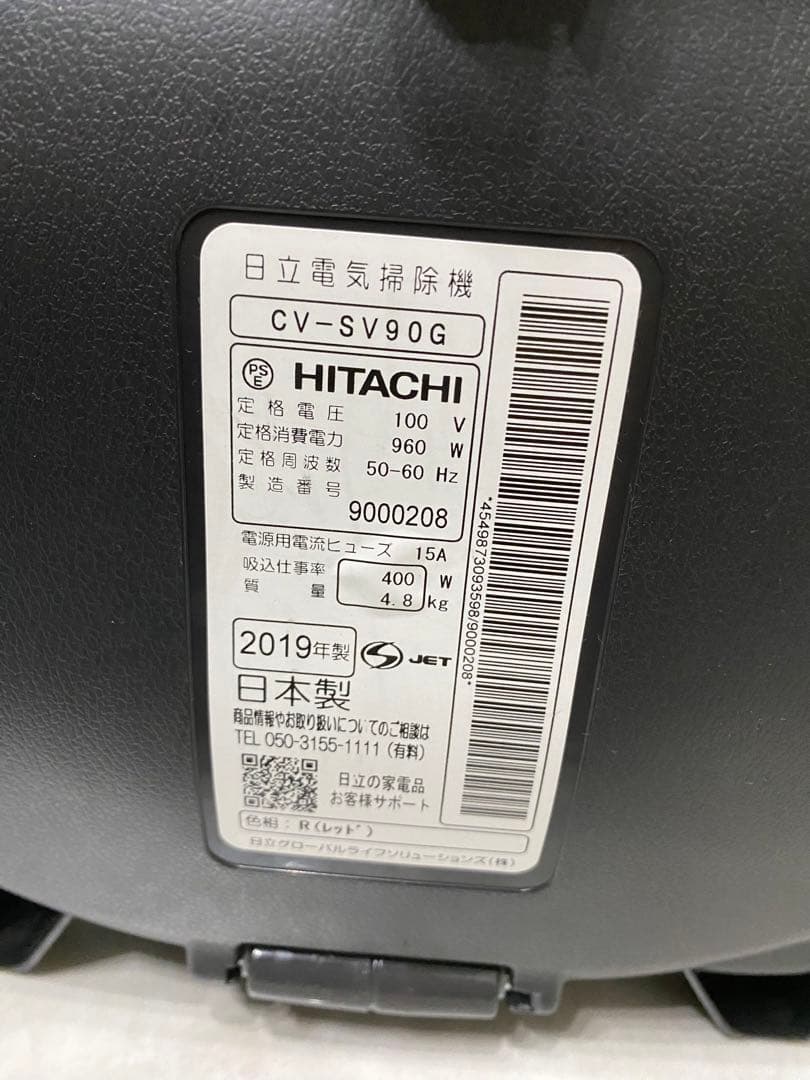 日立電気掃除機
CV-SV90G
PSE HITACHI
定格電圧 100 V
定格消費電力 960 W
定格周波数 50-60 Hz
製造番号
9000208
電源用電流ヒューズ 15A
吸込仕事率 400 W
質量 4.8 kg
2019年製 S JET
日本製
商品情報やお取り扱いについてのご相談は
TEL 050-3155-1111 (有料)
日立の家電品
お客様サポート
色相:R(レッド)
日立グローバルライフソリューションズ(株)
*4549873093598/9000208*